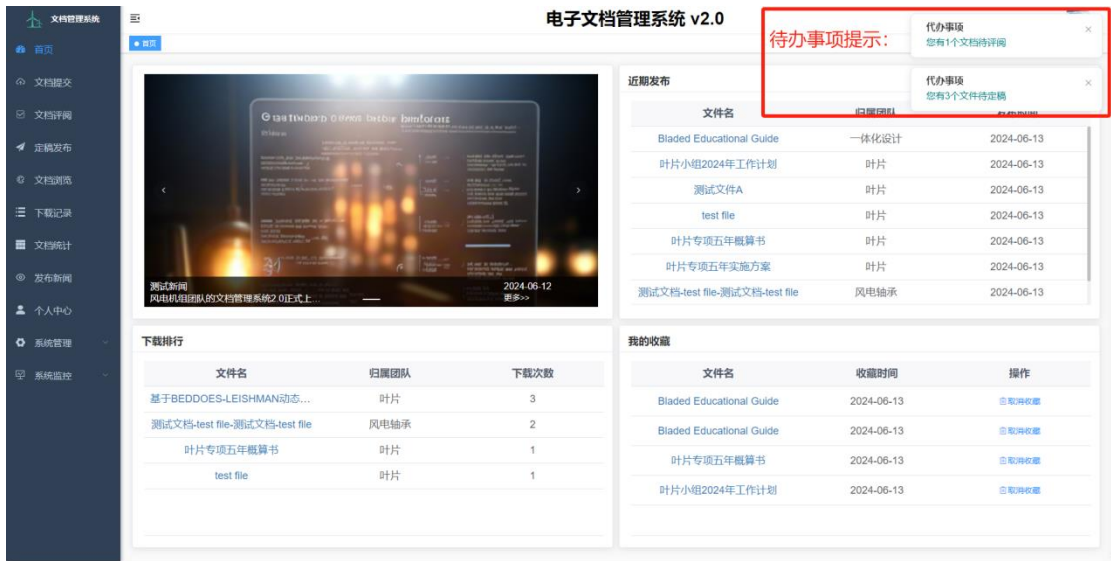 文档管理系统
首页
文档提交
文档评阅
定稿发布
文档浏览
下载记录
文档统计
发布新闻
个人中心
系统管理
系统监控
电子文档管理系统 v2.0
首页
待办事项提示:
代办事项
您有1个文档待评阅
代办事项
您有3个文件待定稿
测试新闻 2024-06-12
风电机组团队的文档管理系统2.0正式上... 更多>>
近期发布
文件名 归属团队 发布时间
Bladed Educational Guide 一体化设计 2024-06-13
叶片小组2024年工作计划 叶片 2024-06-13
测试文件A 叶片 2024-06-13
test file 叶片 2024-06-13
叶片专项五年概算书 叶片 2024-06-13
叶片专项五年实施方案 叶片 2024-06-13
测试文档-test file-测试文档-test file 风电轴承 2024-06-13
下载排行
文件名 归属团队 下载次数
基于BEDDOES-LEISHMAN动态... 叶片 3
测试文档-test file-测试文档-test file 风电轴承 2
叶片专项五年概算书 叶片 1
test file 叶片 1
我的收藏
文件名 收藏时间 操作
Bladed Educational Guide 2024-06-13 取消收藏
Bladed Educational Guide 2024-06-13 取消收藏
叶片专项五年概算书 2024-06-13 取消收藏
叶片小组2024年工作计划 2024-06-13 取消收藏